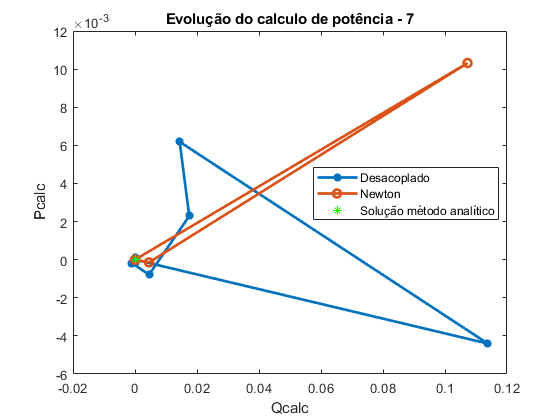 Evolução do calculo de potência - 7
×10⁻³
12
10
8
6
4
2
0
-2
-4
-6
Pcalc
Desacoplado
Newton
Solução método analítico
-0.02 0 0.02 0.04 0.06 0.08 0.1 0.12
Qcalc